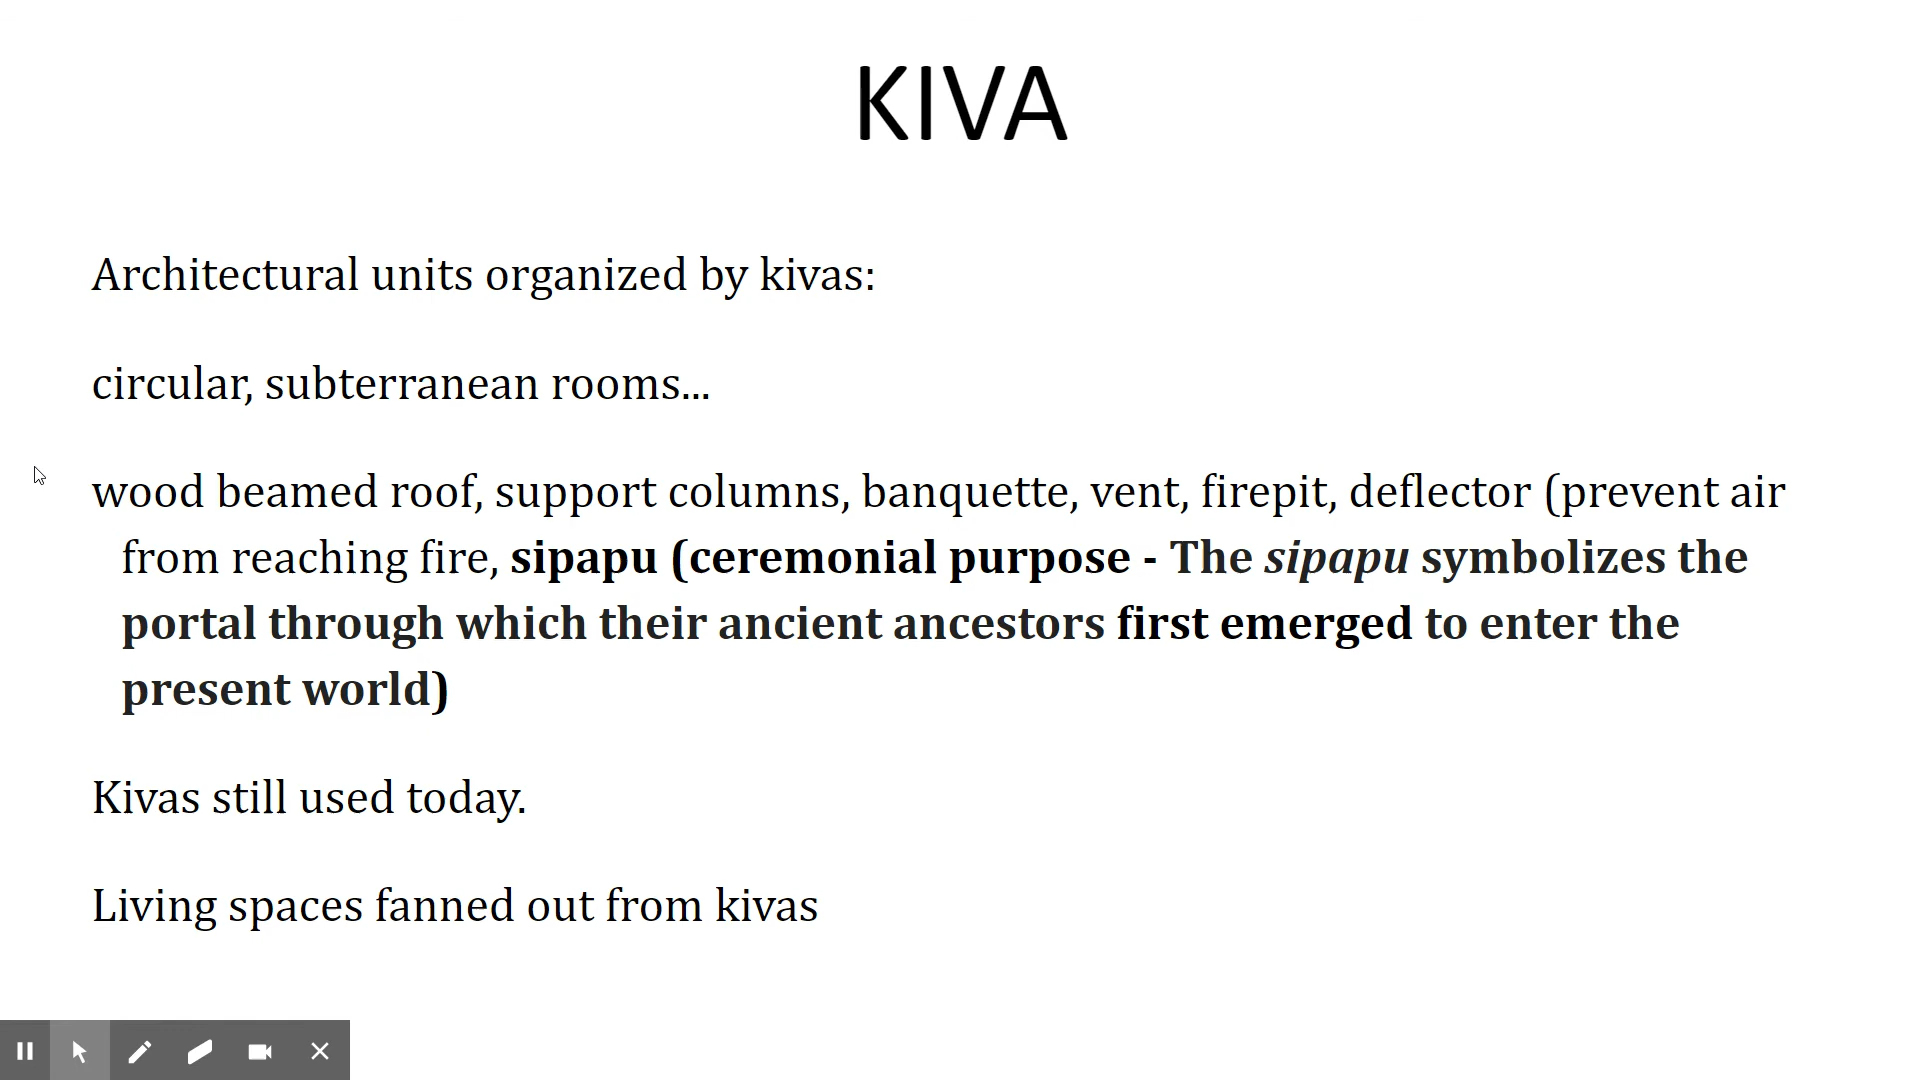 KIVA
Architectural units organized by kivas:
circular, subterranean rooms...
wood beamed roof, support columns, banquette, vent, firepit, deflector (prevent air
from reaching fire, sipapu (ceremonial purpose - The sipapu symbolizes the
portal through which their ancient ancestors first emerged to enter the
present world)
Kivas still used today.
Living spaces fanned out from kivas